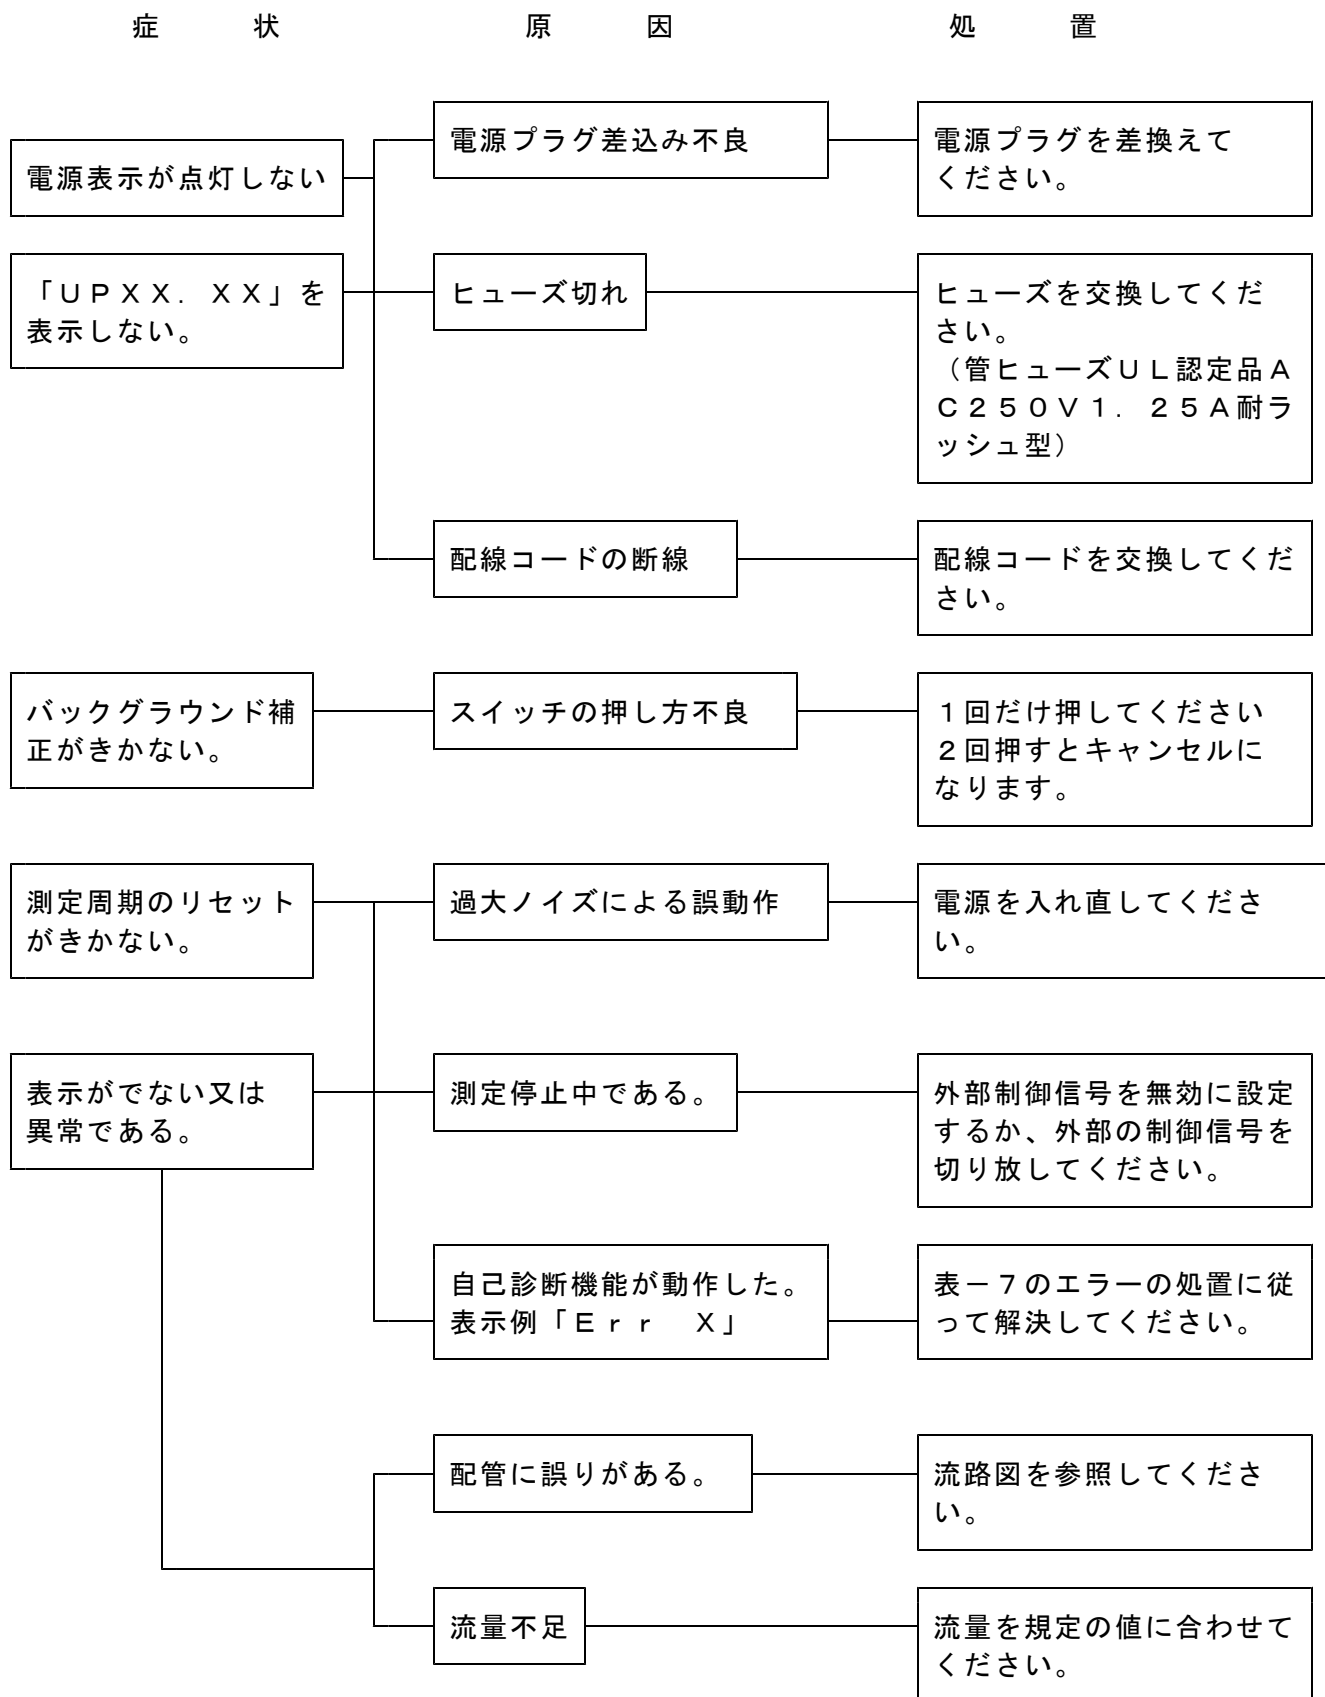 症　状　原　因　処　置
電源表示が点灯しない
電源プラグ差込み不良
電源プラグを差換えて
ください。
「ＵＰＸＸ．ＸＸ」を
表示しない。
ヒューズ切れ
ヒューズを交換してくだ
さい。
（管ヒューズＵＬ認定品Ａ
Ｃ２５０Ｖ１．２５Ａ耐ラ
ッシュ型）
配線コードの断線
配線コードを交換してくだ
さい。
バックグラウンド補
正がきかない。
スイッチの押し方不良
１回だけ押してください
２回押すとキャンセルに
なります。
測定周期のリセット
がきかない。
過大ノイズによる誤動作
電源を入れ直してくださ
い。
表示がでない又は
異常である。
測定停止中である。
外部制御信号を無効に設定
するか、外部の制御信号を
切り放してください。
自己診断機能が動作した。
表示例「Ｅｒｒ　Ｘ」
表－７のエラーの処置に従
って解決してください。
配管に誤りがある。
流路図を参照してくださ
い。
流量不足
流量を規定の値に合わせて
ください。